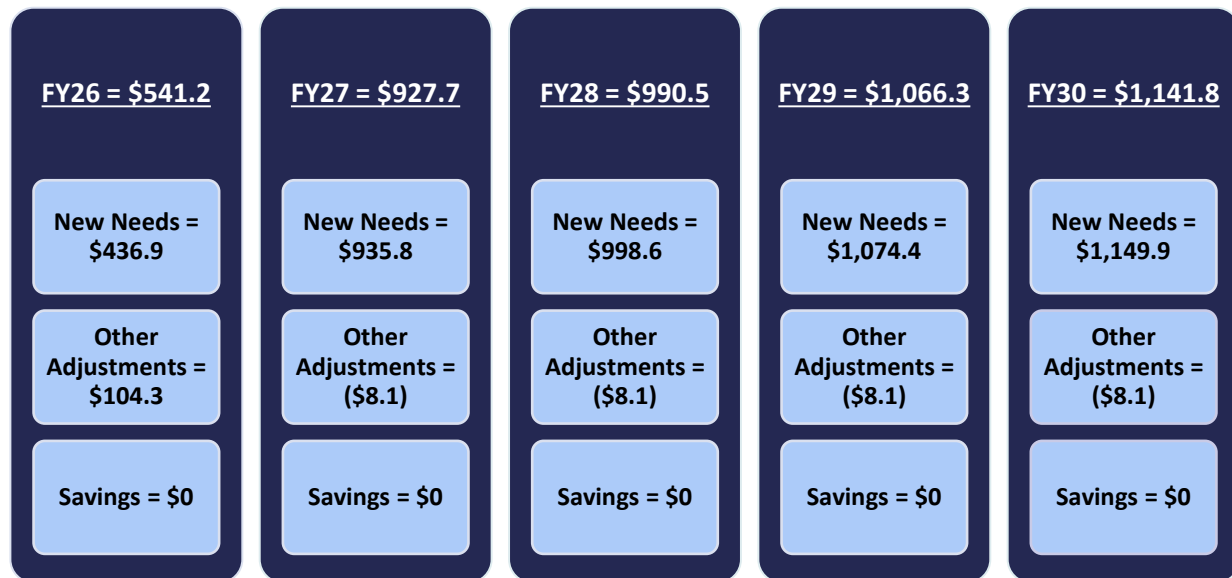 FY26 = $541.2
New Needs =
$436.9
Other
Adjustments =
$104.3
Savings = $0
FY27 = $927.7
New Needs =
$935.8
Other
Adjustments =
($8.1)
Savings = $0
FY28 = $990.5
New Needs =
$998.6
Other
Adjustments =
($8.1)
Savings = $0
FY29 = $1,066.3
New Needs =
$1,074.4
Other
Adjustments =
($8.1)
Savings = $0
FY30 = $1,141.8
New Needs =
$1,149.9
Other
Adjustments =
($8.1)
Savings = $0